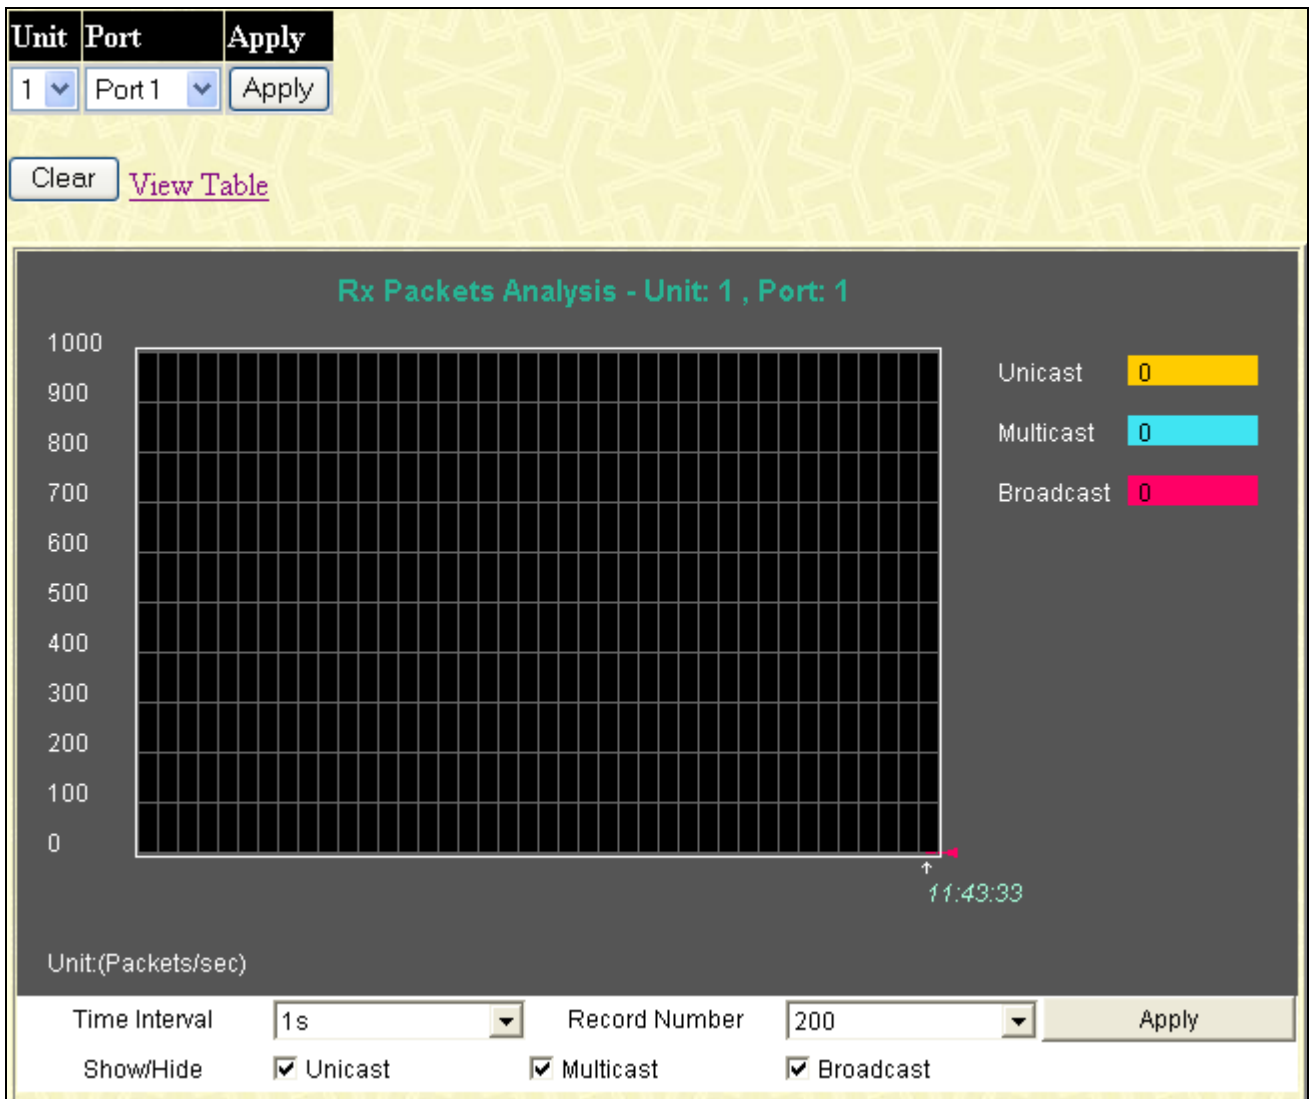 Unit Port Apply
1 Port 1 Apply
Clear View Table
Rx Packets Analysis - Unit: 1 , Port: 1
1000
900
800
700
600
500
400
300
200
100
0
Unicast 0
Multicast 0
Broadcast 0
11:43:33
Unit:(Packets/sec)
Time Interval 1s Record Number 200 Apply
Show/Hide Unicast Multicast Broadcast